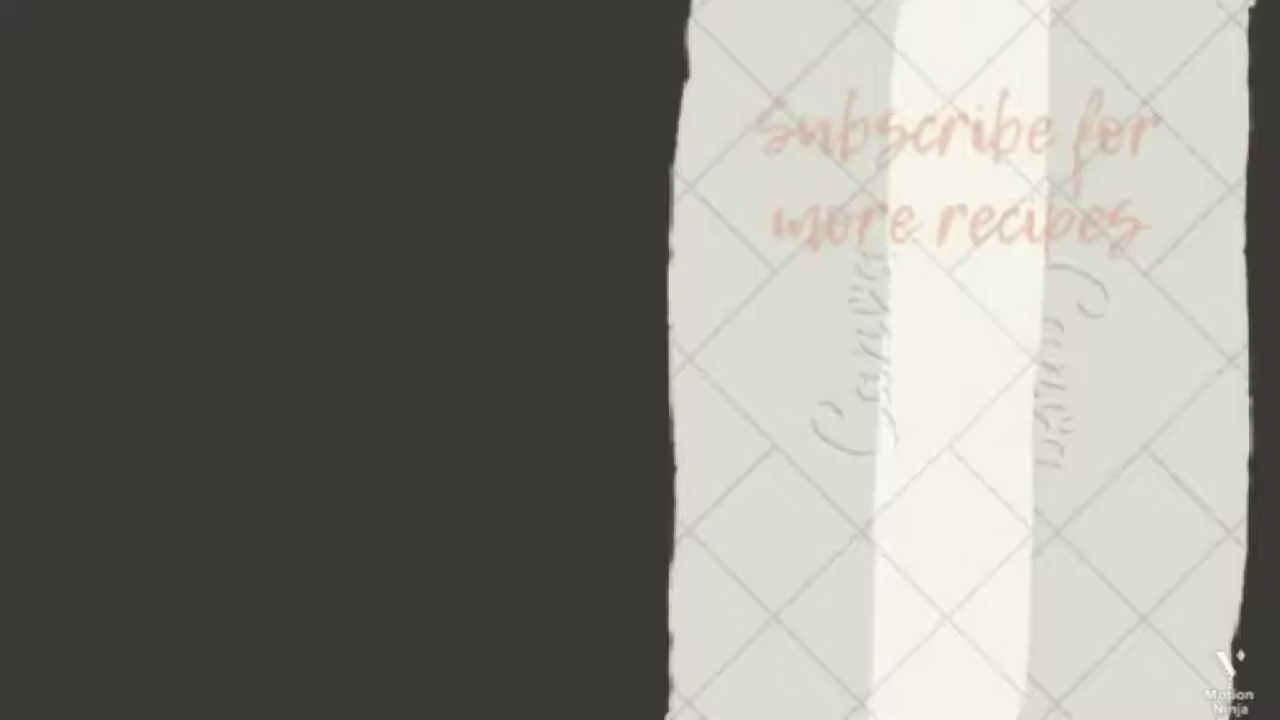 Subscribe for
more recipes
Canva
Canva
Motion
Ninja